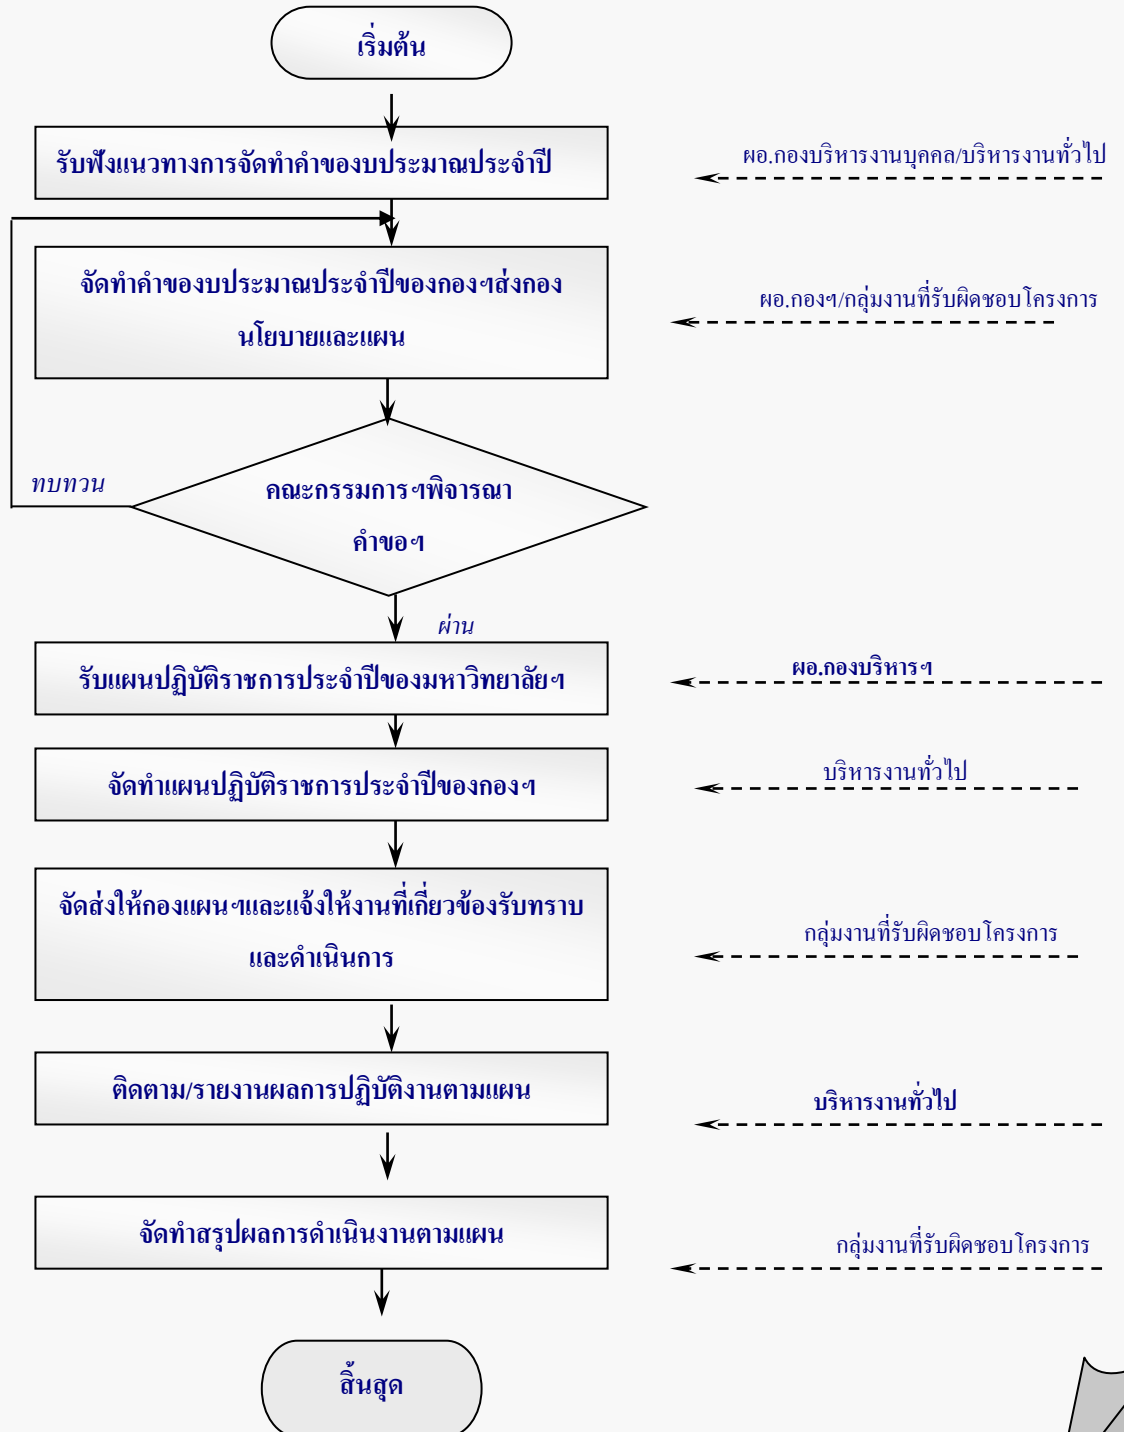 เริ่มต้น
รับฟังแนวทางการจัดทำคำของบประมาณประจำปี
ผอ.กองบริหารงานบุคคล/บริหารงานทั่วไป
จัดทำคำของบประมาณประจำปีของกองฯส่งกอง
นโยบายและแผน
ผอ.กองฯ/กลุ่มงานที่รับผิดชอบโครงการ
ทบทวน
คณะกรรมการฯพิจารณา
คำขอฯ
ผ่าน
รับแผนปฏิบัติราชการประจำปีของมหาวิทยาลัยฯ
ผอ.กองบริหารฯ
จัดทำแผนปฏิบัติราชการประจำปีของกองฯ
บริหารงานทั่วไป
จัดส่งให้กองแผนฯและแจ้งให้งานที่เกี่ยวข้องรับทราบ
และดำเนินการ
กลุ่มงานที่รับผิดชอบโครงการ
ติดตาม/รายงานผลการปฏิบัติงานตามแผน
บริหารงานทั่วไป
จัดทำสรุปผลการดำเนินงานตามแผน
กลุ่มงานที่รับผิดชอบโครงการ
สิ้นสุด